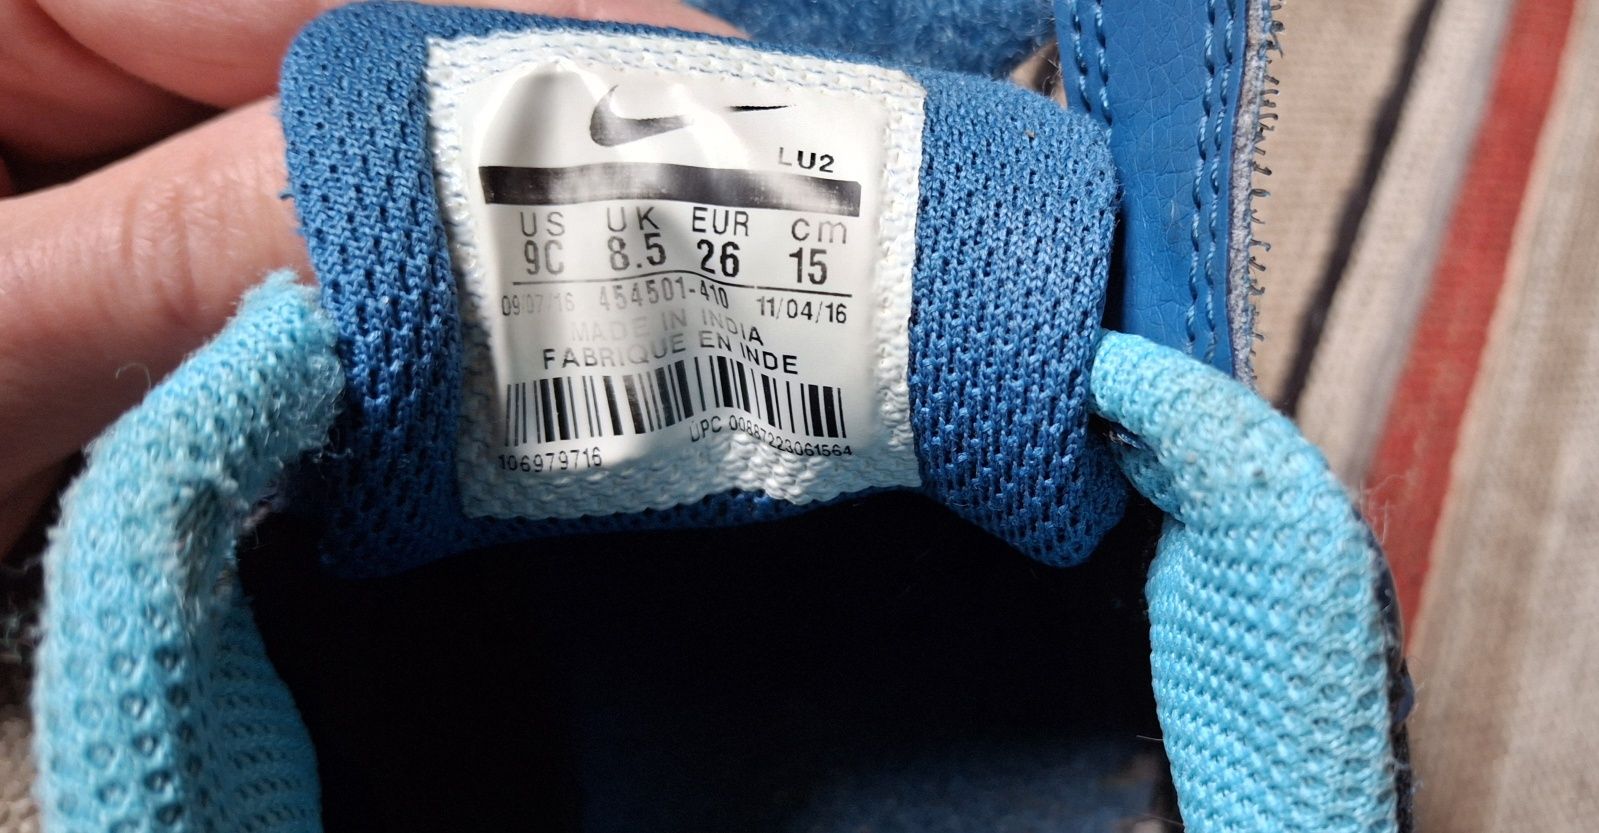 LU2
US UK EUR cm
9C 8.5 26 15
09/07/16 454501-410 11/04/16
MADE IN INDIA
FABRIQUE EN INDE
UPC 00887223061564
106979716